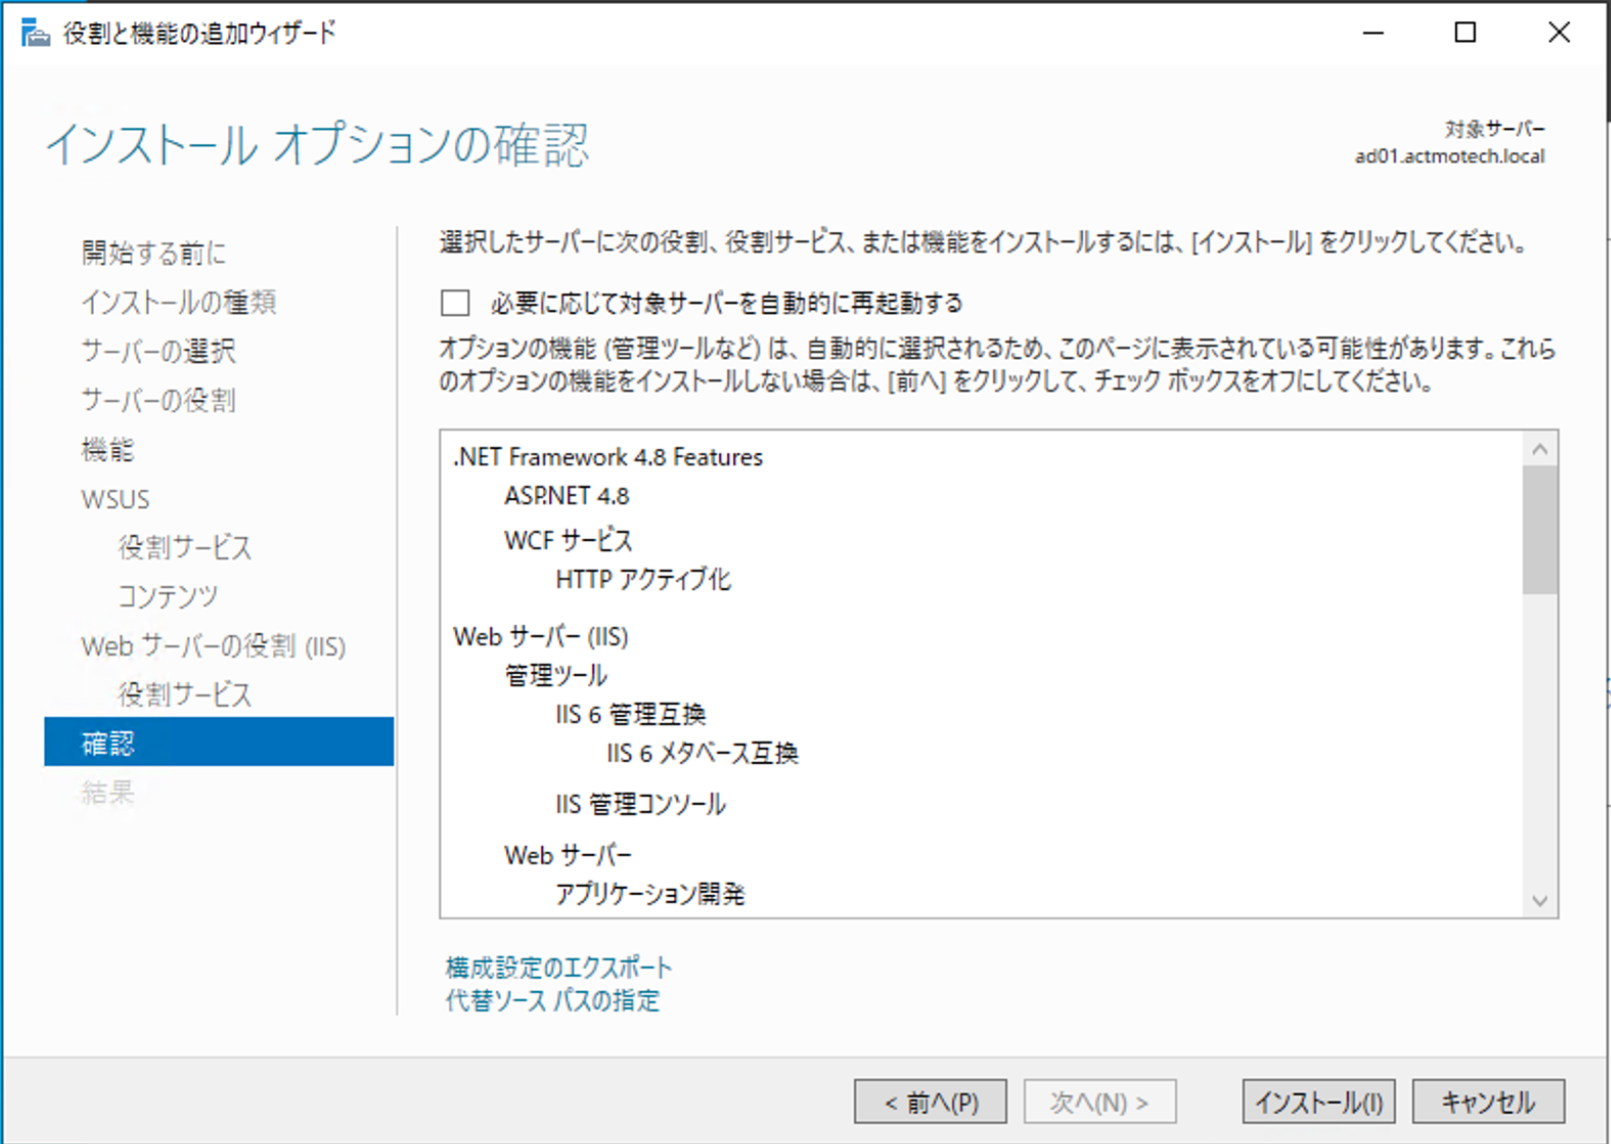 役割と機能の追加ウィザード
インストール オプションの確認
対象サーバー
ad01.actmotech.local
開始する前に
インストールの種類
サーバーの選択
サーバーの役割
機能
WSUS
役割サービス
コンテンツ
Web サーバーの役割 (IIS)
役割サービス
確認
結果
選択したサーバーに次の役割、役割サービス、または機能をインストールするには、[インストール] をクリックしてください。
必要に応じて対象サーバーを自動的に再起動する
オプションの機能 (管理ツールなど) は、自動的に選択されるため、このページに表示されている可能性があります。これら
のオプションの機能をインストールしない場合は、[前へ] をクリックして、チェック ボックスをオフにしてください。
.NET Framework 4.8 Features
ASP.NET 4.8
WCF サービス
HTTP アクティブ化
Web サーバー (IIS)
管理ツール
IIS 6 管理互換
IIS 6 メタベース互換
IIS 管理コンソール
Web サーバー
アプリケーション開発
構成設定のエクスポート
代替ソース パスの指定
< 前へ(P)
次へ(N) >
インストール(I)
キャンセル